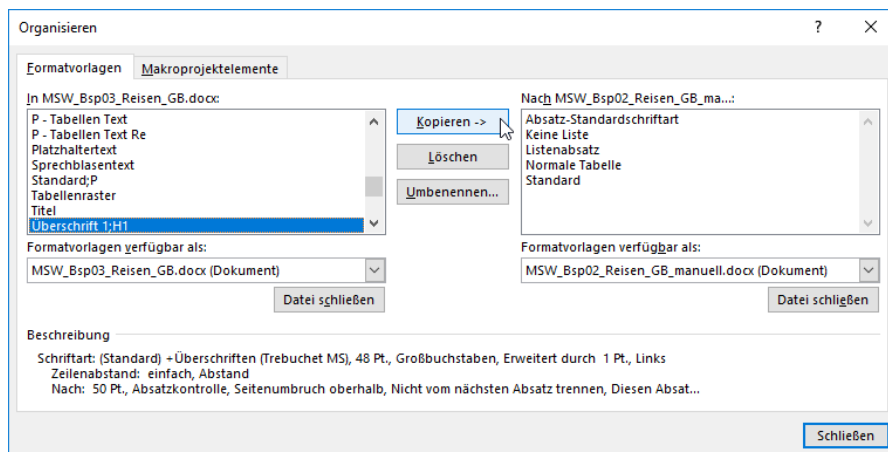 Organisieren
Formatvorlagen Makroprojektelemente
In MSW_Bsp03_Reisen_GB.docx:
P - Tabellen Text
P - Tabellen Text Re
Platzhaltertext
Sprechblasentext
Standard;P
Tabellenraster
Titel
Überschrift 1;H1
Formatvorlagen verfügbar als:
MSW_Bsp03_Reisen_GB.docx (Dokument)
Datei schließen
Kopieren ->
Löschen
Umbenennen...
Nach MSW_Bsp02_Reisen_GB_ma...:
Absatz-Standardschriftart
Keine Liste
Listenabsatz
Normale Tabelle
Standard
Formatvorlagen verfügbar als:
MSW_Bsp02_Reisen_GB_manuell.docx (Dokument)
Datei schließen
Beschreibung
Schriftart: (Standard) +Überschriften (Trebuchet MS), 48 Pt., Großbuchstaben, Erweitert durch 1 Pt., Links
Zeilenabstand: einfach, Abstand
Nach: 50 Pt., Absatzkontrolle, Seitenumbruch oberhalb, Nicht vom nächsten Absatz trennen, Diesen Absat...
Schließen